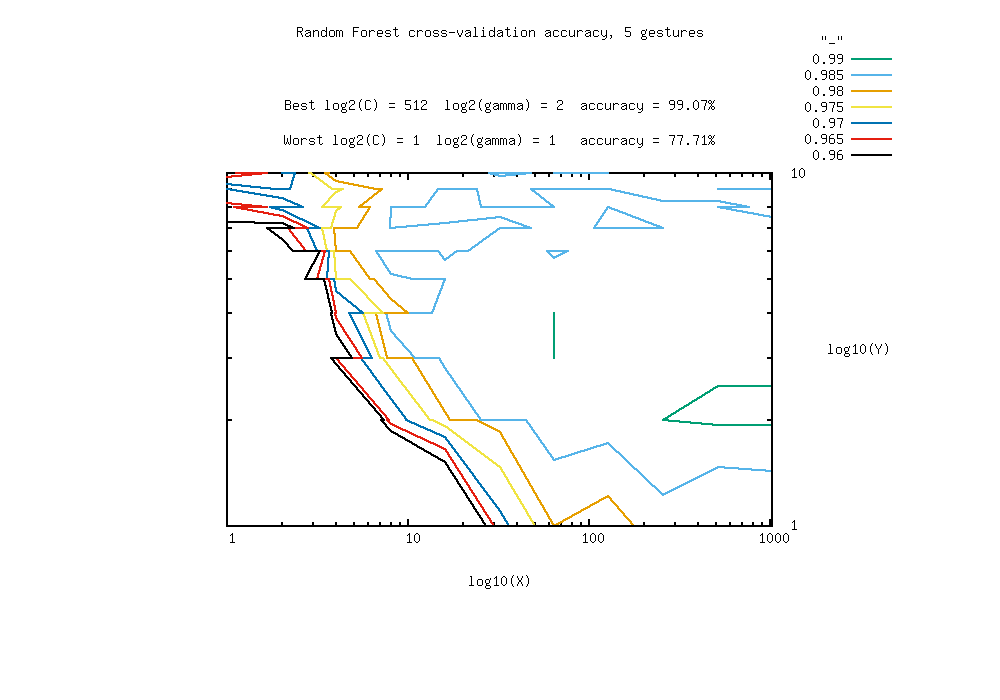 Random Forest cross-validation accuracy, 5 gestures
"_"
0.99
0.985
Best log2(C) = 512  log2(gamma) = 2  accuracy = 99.07%
0.98
0.975
0.97
Worst log2(C) = 1  log2(gamma) = 1   accuracy = 77.71%
0.965
0.96
10
log10(Y)
1
1
10
100
1000
log10(X)